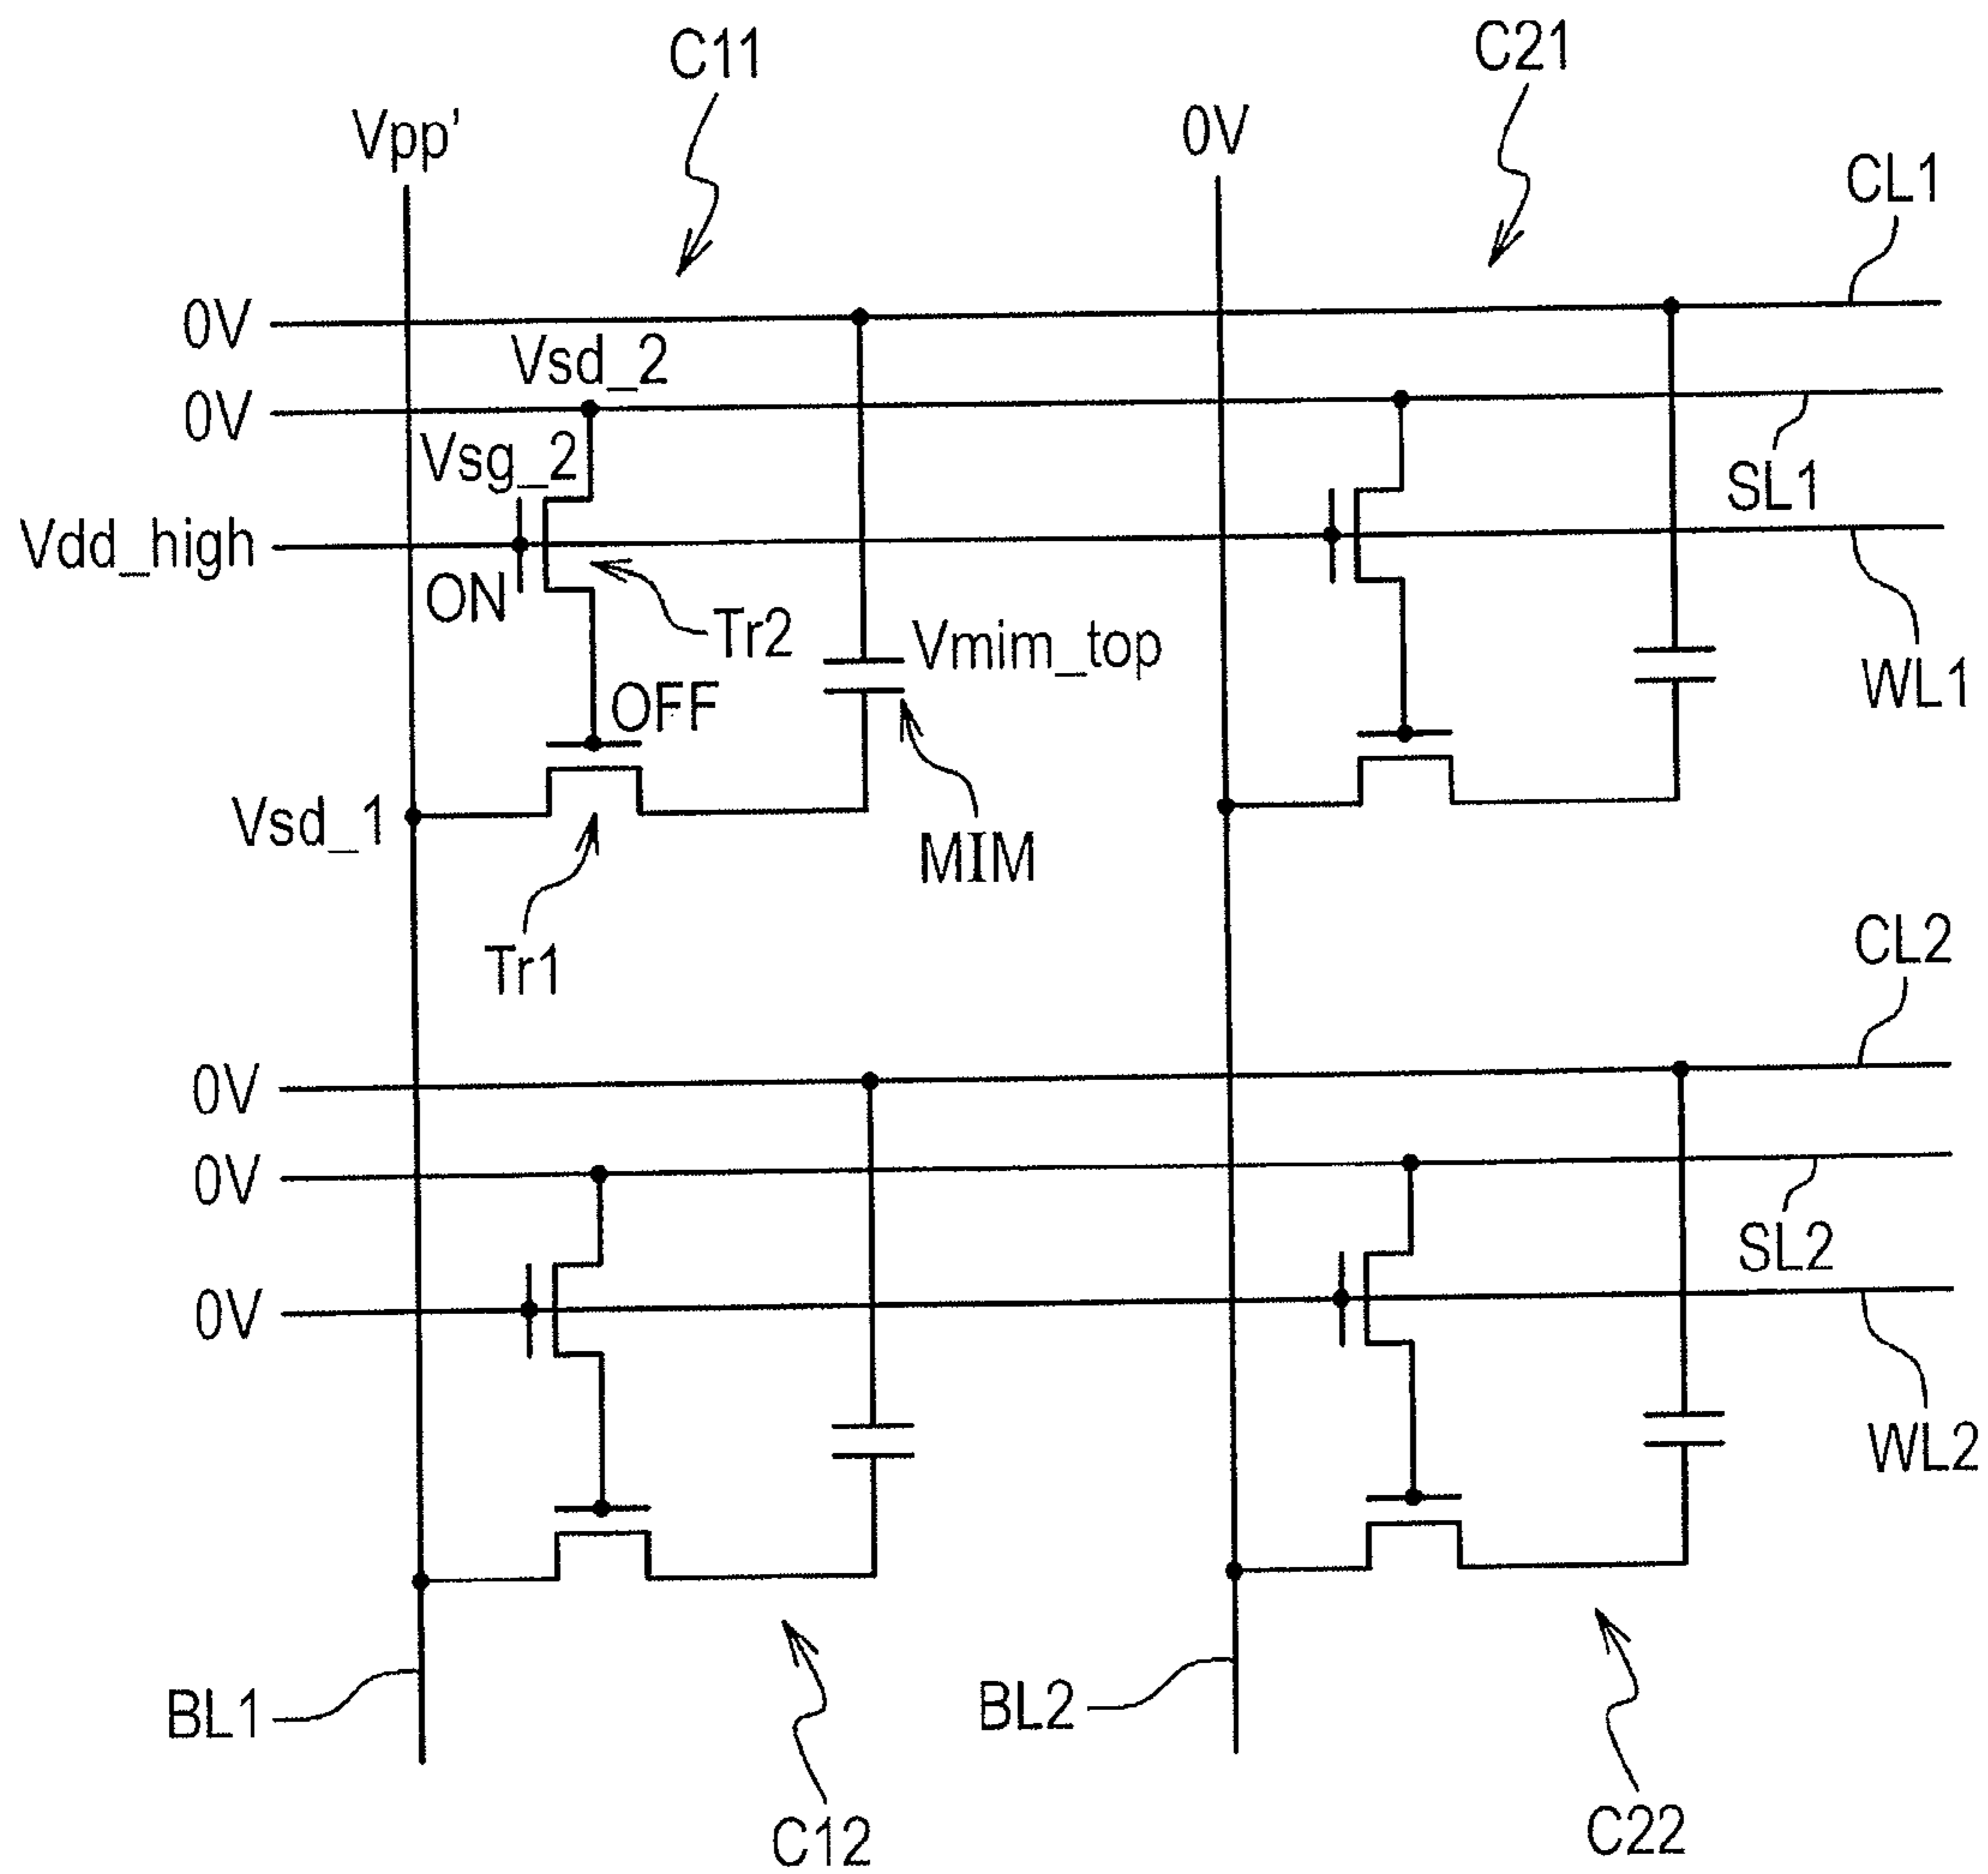 C11
C21
Vpp'
0V
CL1
0V
Vsd_2
0V
Vsg_2
SL1
Vdd_high
ON
Tr2
Vmim_top
WL1
OFF
Vsd_1
MIM
Tr1
CL2
0V
0V
SL2
0V
WL2
BL1
BL2
C12
C22